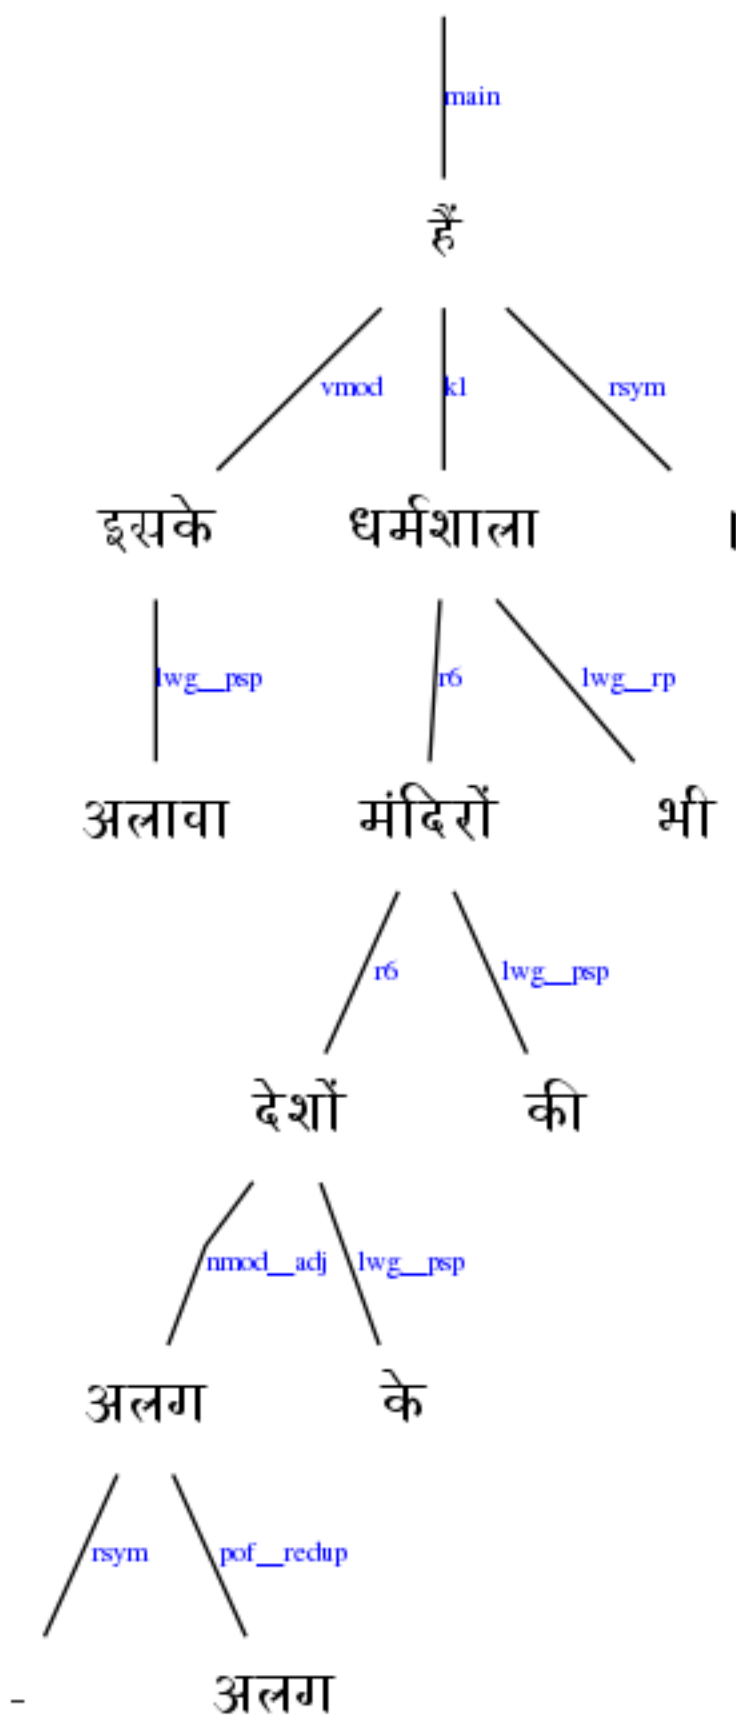 main
हैं
vmod k1 rsym
इसके धर्मशाला ।
lwg__psp r6 lwg__rp
अलावा मंदिरों भी
r6 lwg__psp
देशों की
nmod__adj lwg__psp
अलग के
rsym pof__redup
- अलग